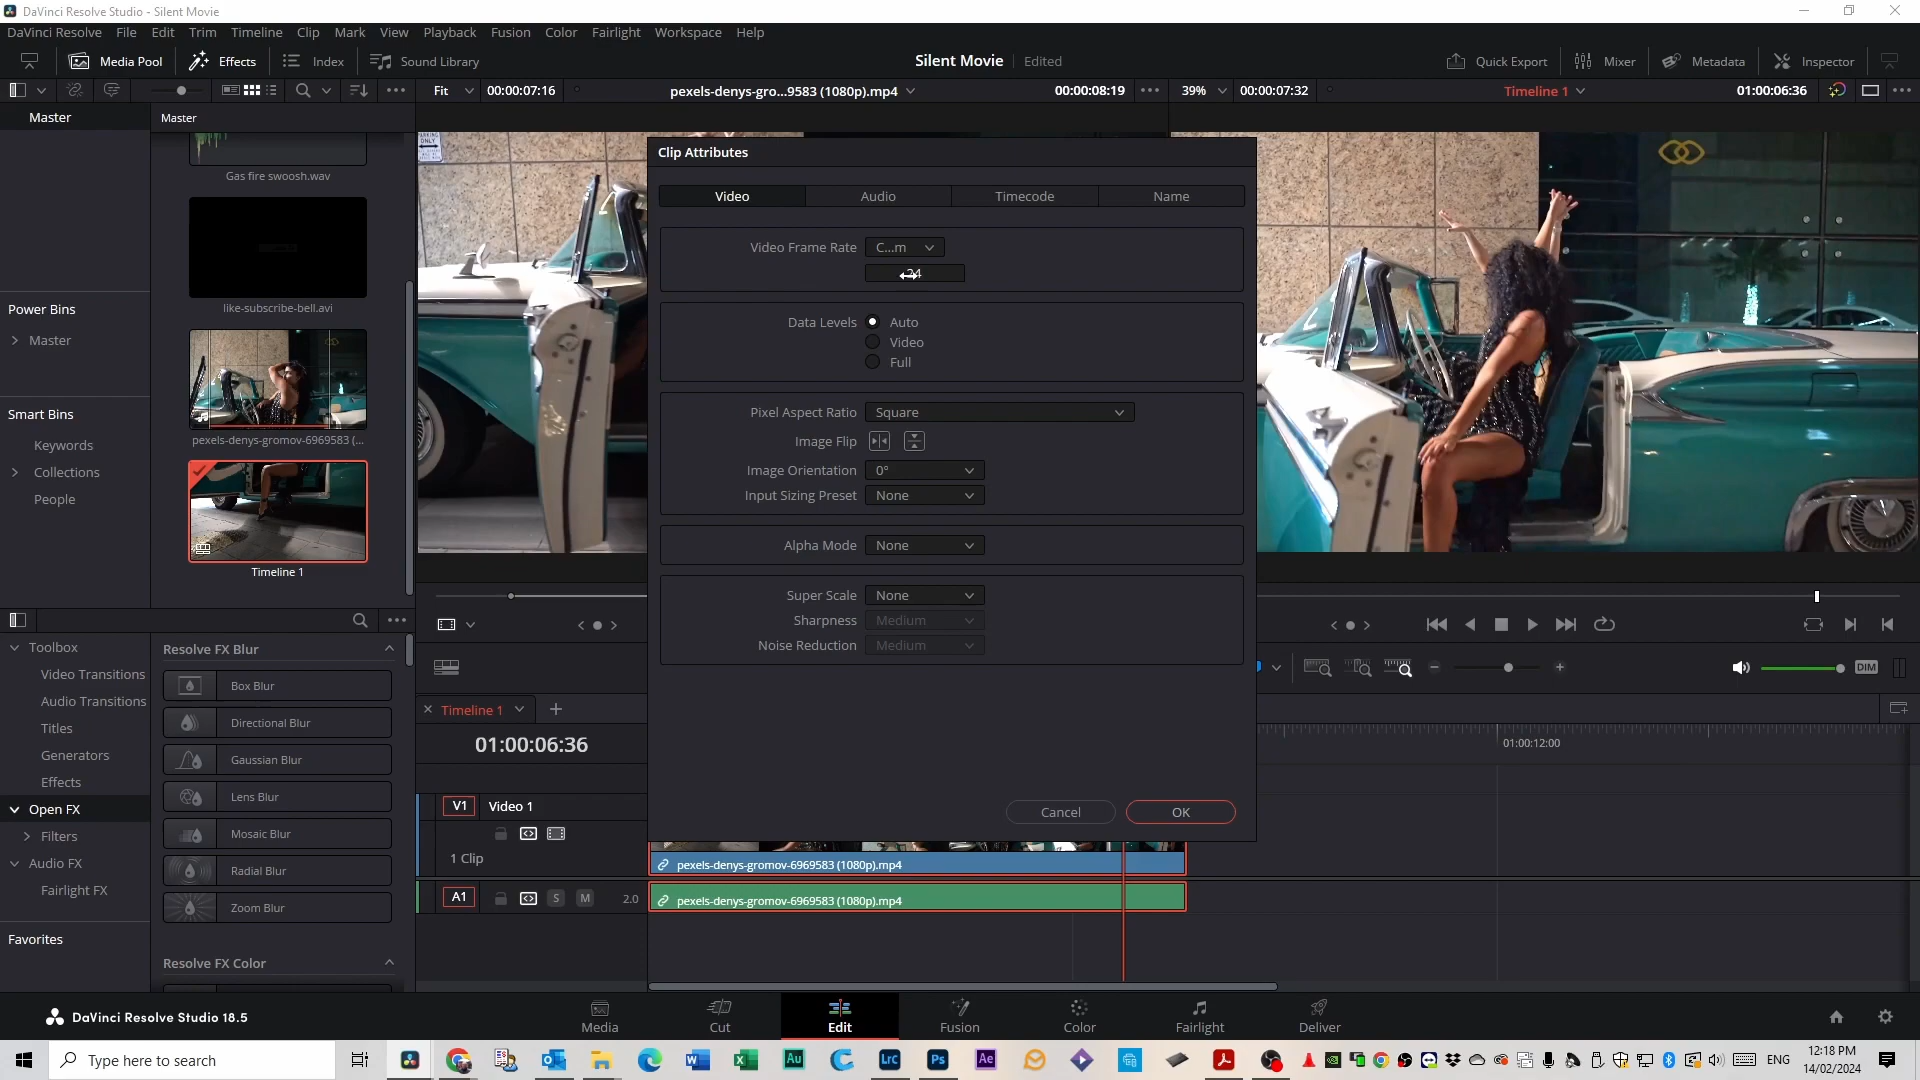 DaVinci Resolve Studio - Silent Movie
DaVinci Resolve File Edit Trim Timeline Clip Mark View Playback Fusion Color Fairlight Workspace Help
Media Pool Effects Index Sound Library Silent Movie Edited Quick Export Mixer Metadata Inspector
Fit 00:00:07:16 pexels-denys-gro...9583 (1080p).mp4 00:00:08:19 39% 00:00:07:32 Timeline 1 01:00:06:36
Master
Master
PARKING
ONLY
Gas fire swoosh.wav
like-subscribe-bell.avi
Power Bins
Master
Smart Bins
Keywords
Collections
People
pexels-denys-gromov-6969583 (...
Timeline 1
Clip Attributes
Video Audio Timecode Name
Video Frame Rate C...m
24
Data Levels Auto
Video
Full
Pixel Aspect Ratio Square
Image Flip
Image Orientation 0°
Input Sizing Preset None
Alpha Mode None
Super Scale None
Sharpness Medium
Noise Reduction Medium
Cancel OK
Toolbox
Video Transitions
Audio Transitions
Titles
Generators
Effects
Open FX
Filters
Audio FX
Fairlight FX
Favorites
Resolve FX Blur
Box Blur
Directional Blur
Gaussian Blur
Lens Blur
Mosaic Blur
Radial Blur
Zoom Blur
Resolve FX Color
DIM
Timeline 1
01:00:06:36
01:00:12:00
V1 Video 1
1 Clip
pexels-denys-gromov-6969583 (1080p).mp4
A1 S M 2.0
pexels-denys-gromov-6969583 (1080p).mp4
DaVinci Resolve Studio 18.5
Media Cut Edit Fusion Color Fairlight Deliver
Type here to search
Au LrC Ps Ae
ENG
12:18 PM
14/02/2024